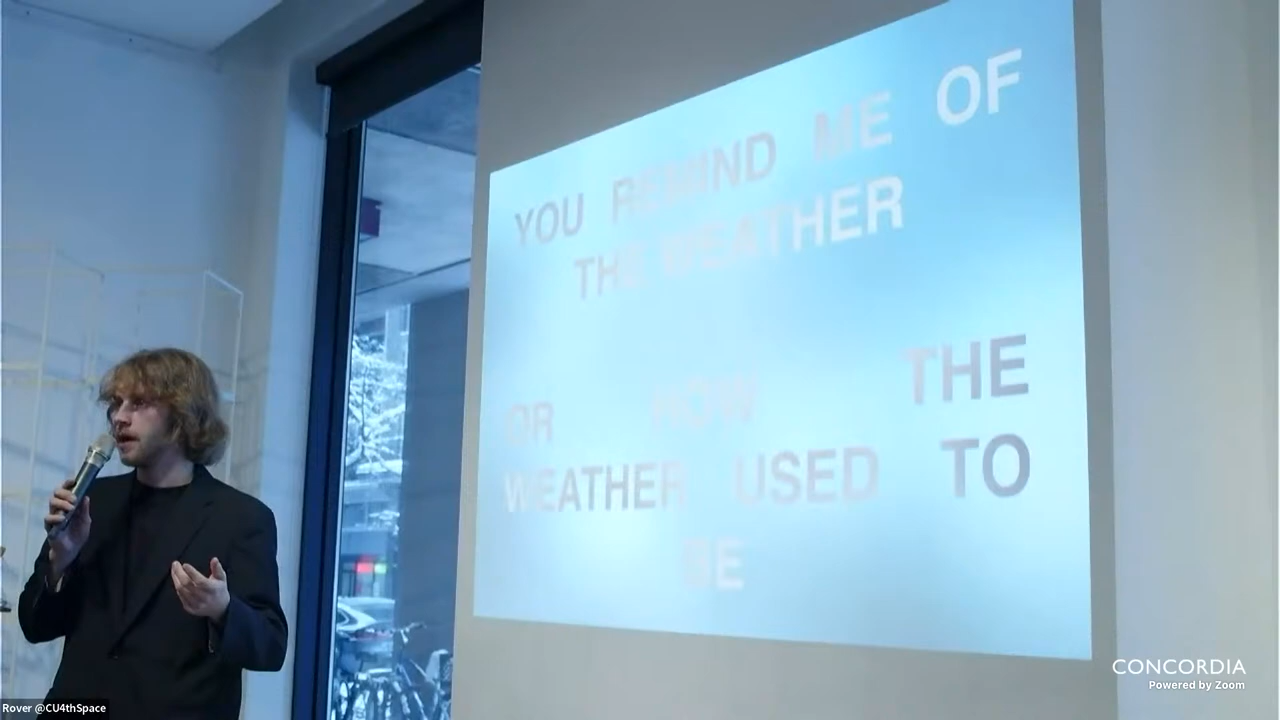 YOU REMIND ME OF
THE WEATHER
OR HOW THE
WEATHER USED TO
BE
CONCORDIA
Powered by Zoom
Rover @CU4thSpace